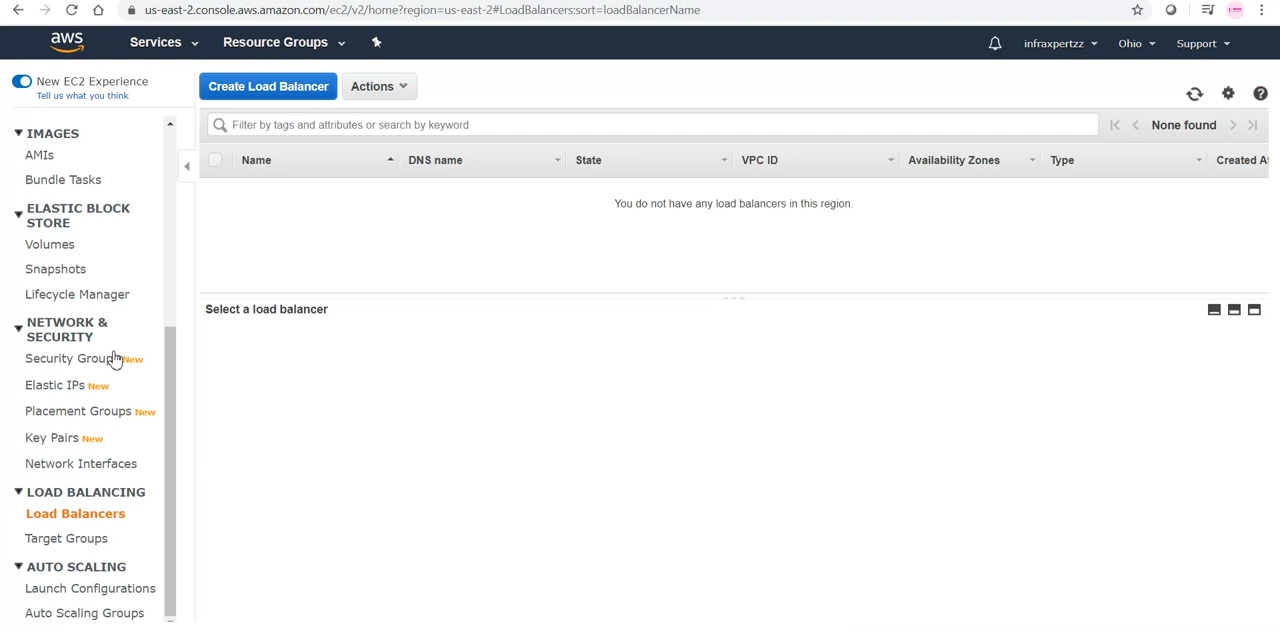 us-east-2.console.aws.amazon.com/ec2/v2/home?region=us-east-2#LoadBalancers:sort=loadBalancerName
aws Services Resource Groups infraxpertzz Ohio Support
New EC2 Experience
Tell us what you think
Create Load Balancer Actions
Filter by tags and attributes or search by keyword None found
Name DNS name State VPC ID Availability Zones Type Created At
You do not have any load balancers in this region.
Select a load balancer
IMAGES
AMIs
Bundle Tasks
ELASTIC BLOCK
STORE
Volumes
Snapshots
Lifecycle Manager
NETWORK &
SECURITY
Security Groups New
Elastic IPs New
Placement Groups New
Key Pairs New
Network Interfaces
LOAD BALANCING
Load Balancers
Target Groups
AUTO SCALING
Launch Configurations
Auto Scaling Groups